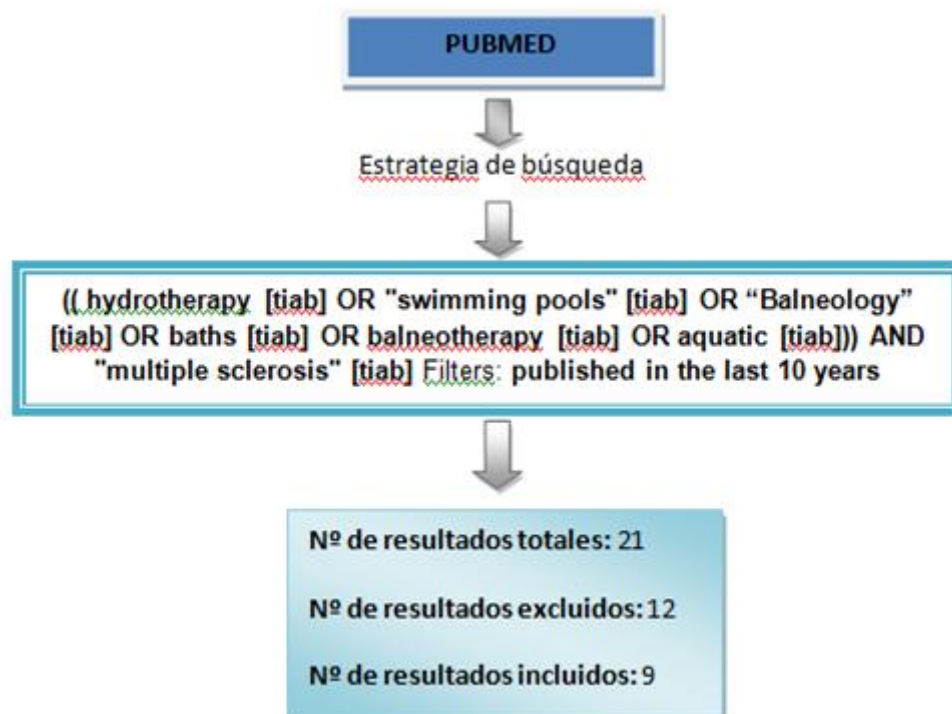 PUBMED
Estrategia de búsqueda
(( hydrotherapy [tiab] OR "swimming pools" [tiab] OR “Balneology”
[tiab] OR baths [tiab] OR balneotherapy [tiab] OR aquatic [tiab])) AND
"multiple sclerosis" [tiab] Filters: published in the last 10 years
Nº de resultados totales: 21
Nº de resultados excluidos: 12
Nº de resultados incluidos: 9